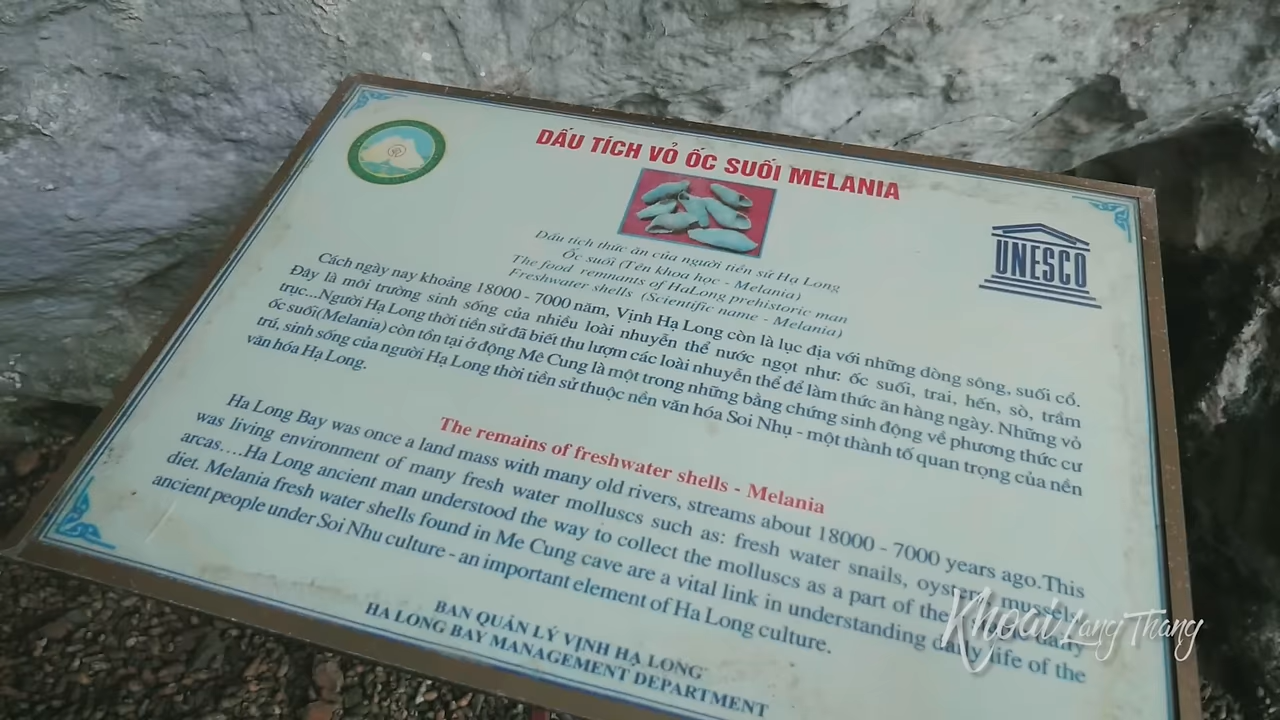 DẤU TÍCH VỎ ỐC SUỐI MELANIA
UNESCO
Dấu tích thức ăn của người tiền sử Hạ Long
Ốc suối (Tên khoa học - Melania)
The food remnants of HaLong prehistoric man
Freshwater shells (Scientific name - Melania)
Cách ngày nay khoảng 18000 - 7000 năm, Vịnh Hạ Long còn là lục địa với những dòng sông, suối cổ.
Đây là môi trường sinh sống của nhiều loài nhuyễn thể nước ngọt như: ốc suối, trai, hến, sò, trầm
trục...Người Hạ Long thời tiền sử đã biết thu lượm các loài nhuyễn thể để làm thức ăn hàng ngày. Những vỏ
ốc suối(Melania) còn tồn tại ở động Mê Cung là một trong những bằng chứng sinh động về phương thức cư
trú, sinh sống của người Hạ Long thời tiền sử thuộc nền văn hóa Soi Nhụ - một thành tố quan trọng của nền
văn hóa Hạ Long.
The remains of freshwater shells - Melania
Ha Long Bay was once a land mass with many old rivers, streams about 18000 - 7000 years ago.This
was living environment of many fresh water molluscs such as: fresh water snails, oysters, mussels,
arcas....Ha Long ancient man understood the way to collect the molluscs as a part of their daily
diet. Melania fresh water shells found in Me Cung cave are a vital link in understanding daily life of the
ancient people under Soi Nhu culture - an important element of Ha Long culture.
BAN QUẢN LÝ VỊNH HẠ LONG
HA LONG BAY MANAGEMENT DEPARTMENT
Khoai Lang Thang